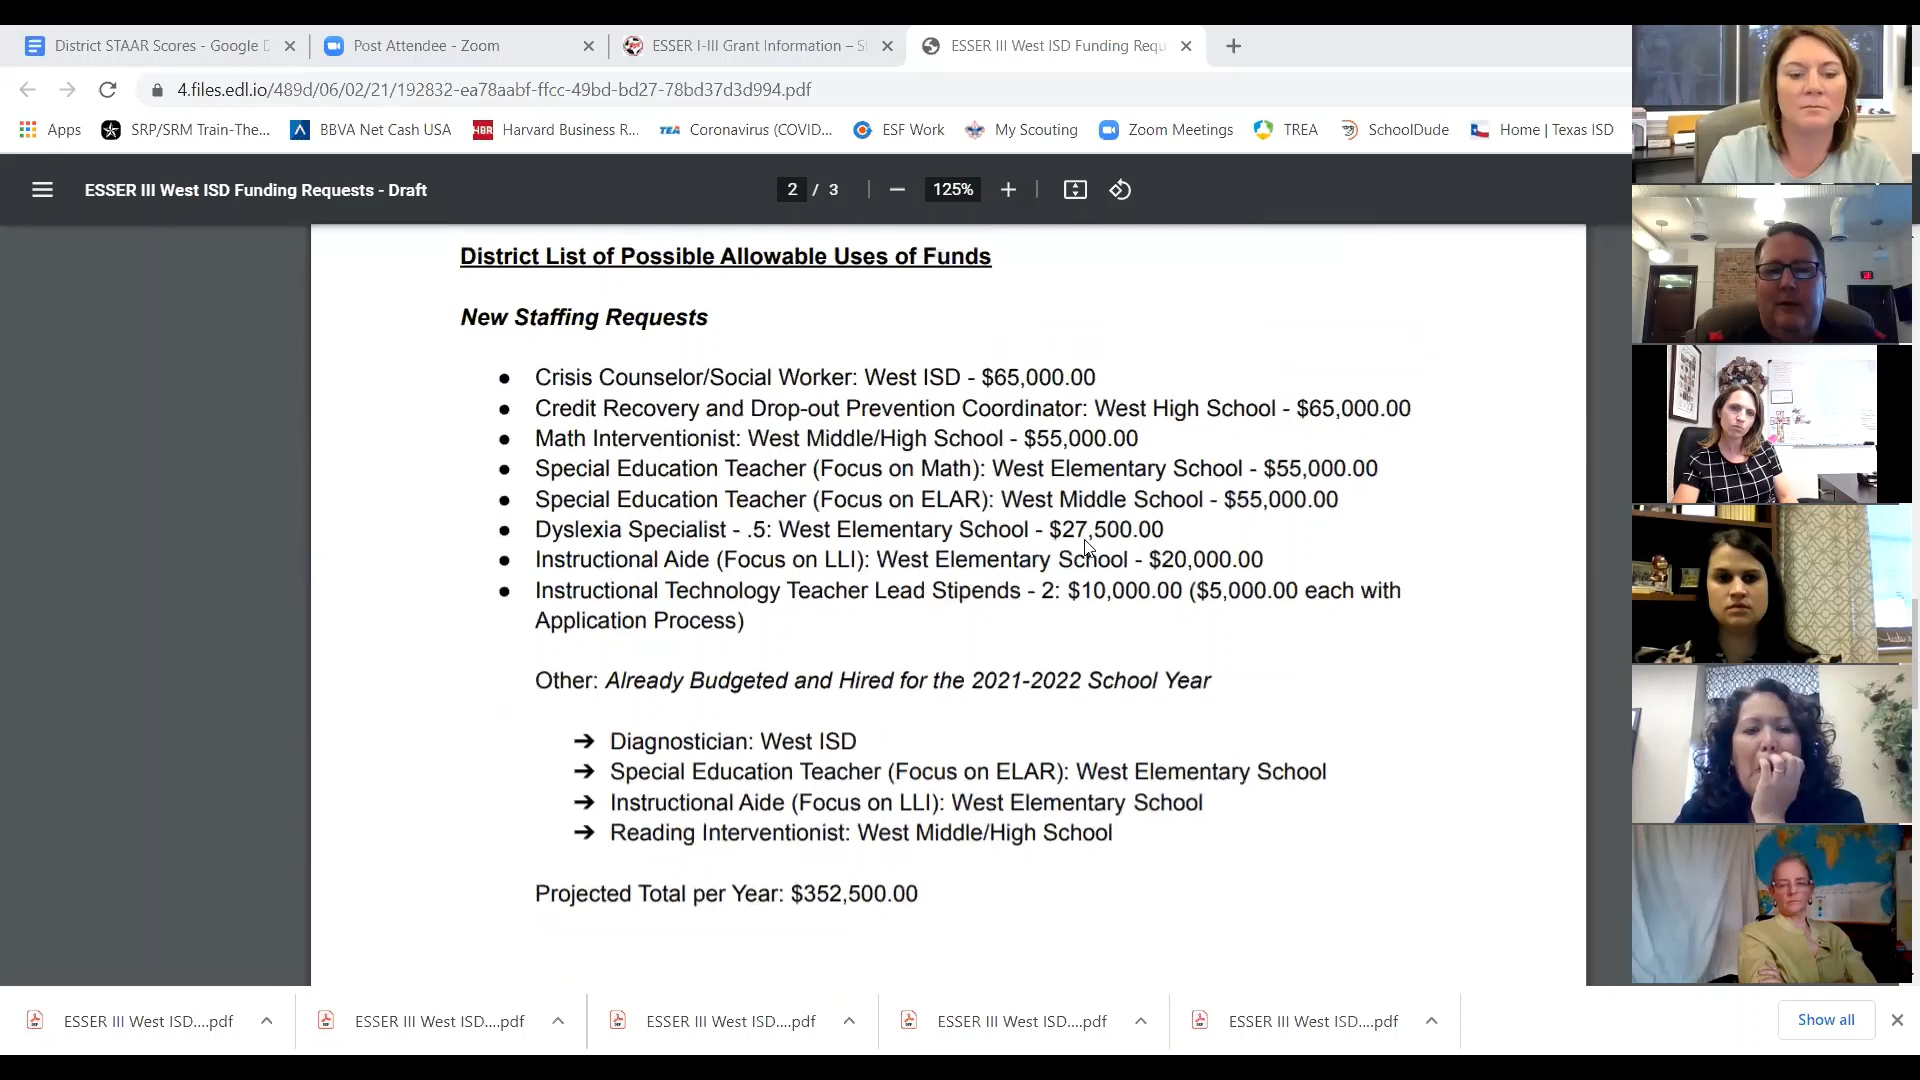 District STAAR Scores - Google D
Post Attendee - Zoom
ESSER I-III Grant Information – S
ESSER III West ISD Funding Requ
4.files.edl.io/489d/06/02/21/192832-ea78aabf-ffcc-49bd-bd27-78bd37d3d994.pdf
Apps
SRP/SRM Train-The...
BBVA Net Cash USA
HBR
Harvard Business R...
TEA
Coronavirus (COVID...
ESF Work
My Scouting
Zoom Meetings
TREA
SchoolDude
Home | Texas ISD
ESSER III West ISD Funding Requests - Draft
2 / 3
125%
District List of Possible Allowable Uses of Funds
New Staffing Requests
● Crisis Counselor/Social Worker: West ISD - $65,000.00
● Credit Recovery and Drop-out Prevention Coordinator: West High School - $65,000.00
● Math Interventionist: West Middle/High School - $55,000.00
● Special Education Teacher (Focus on Math): West Elementary School - $55,000.00
● Special Education Teacher (Focus on ELAR): West Middle School - $55,000.00
● Dyslexia Specialist - .5: West Elementary School - $27,500.00
● Instructional Aide (Focus on LLI): West Elementary School - $20,000.00
● Instructional Technology Teacher Lead Stipends - 2: $10,000.00 ($5,000.00 each with
Application Process)
Other: Already Budgeted and Hired for the 2021-2022 School Year
➔ Diagnostician: West ISD
➔ Special Education Teacher (Focus on ELAR): West Elementary School
➔ Instructional Aide (Focus on LLI): West Elementary School
➔ Reading Interventionist: West Middle/High School
Projected Total per Year: $352,500.00
ESSER III West ISD....pdf
ESSER III West ISD....pdf
ESSER III West ISD....pdf
ESSER III West ISD....pdf
ESSER III West ISD....pdf
Show all